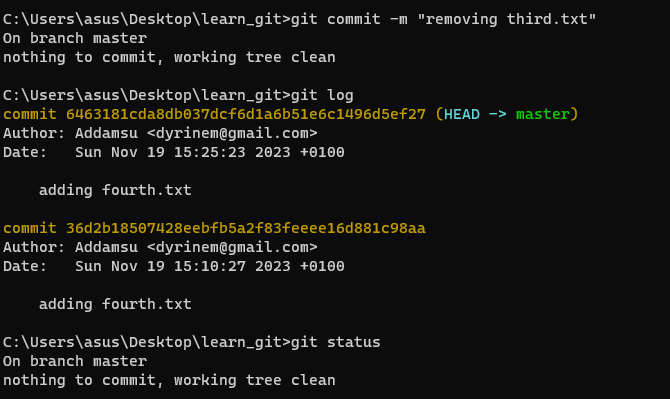 C:\Users\asus\Desktop\learn_git>git commit -m "removing third.txt"
On branch master
nothing to commit, working tree clean
C:\Users\asus\Desktop\learn_git>git log
commit 6463181cda8db037dcf6d1a6b51e6c1496d5ef27 (HEAD -> master)
Author: Addamsu <dyrinem@gmail.com>
Date:   Sun Nov 19 15:25:23 2023 +0100
    adding fourth.txt
commit 36d2b18507428eebfb5a2f83feeee16d881c98aa
Author: Addamsu <dyrinem@gmail.com>
Date:   Sun Nov 19 15:10:27 2023 +0100
    adding fourth.txt
C:\Users\asus\Desktop\learn_git>git status
On branch master
nothing to commit, working tree clean